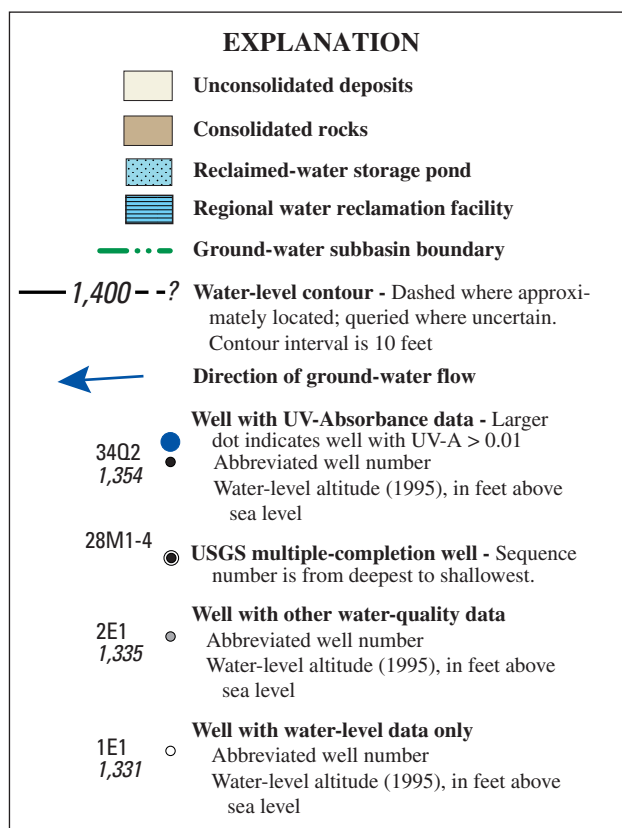 EXPLANATION
Unconsolidated deposits
Consolidated rocks
Reclaimed-water storage pond
Regional water reclamation facility
Ground-water subbasin boundary
1,400 ? Water-level contour - Dashed where approxi-
mately located; queried where uncertain.
Contour interval is 10 feet
Direction of ground-water flow
Well with UV-Absorbance data - Larger
dot indicates well with UV-A > 0.01
34Q2 Abbreviated well number
1,354 Water-level altitude (1995), in feet above
sea level
28M1-4 USGS multiple-completion well - Sequence
number is from deepest to shallowest.
Well with other water-quality data
2E1 Abbreviated well number
1,335 Water-level altitude (1995), in feet above
sea level
Well with water-level data only
1E1 Abbreviated well number
1,331 Water-level altitude (1995), in feet above
sea level